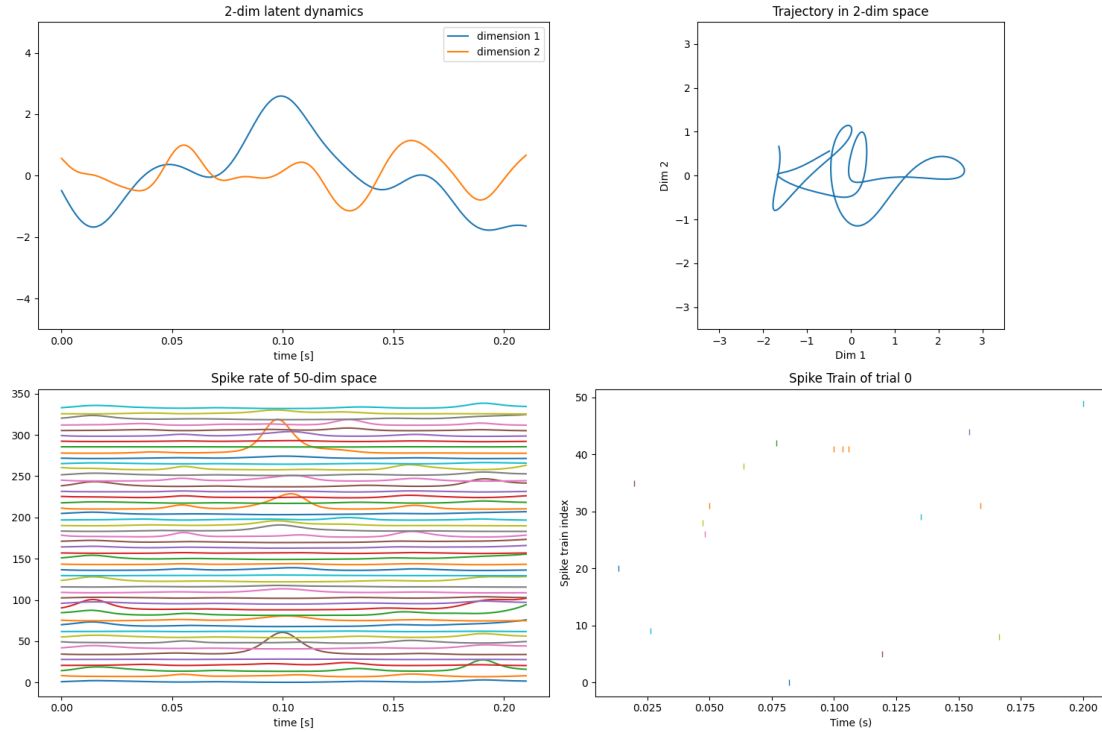 2-dim latent dynamics
4
2
0
−2
−4
0.00 0.05 0.10 0.15 0.20
time [s]
dimension 1
dimension 2
Trajectory in 2-dim space
3
2
1
0
−1
−2
−3
Dim 2
−3 −2 −1 0 1 2 3
Dim 1
Spike rate of 50-dim space
350
300
250
200
150
100
50
0
0.00 0.05 0.10 0.15 0.20
time [s]
Spike Train of trial 0
50
40
30
20
10
0
Spike train index
0.025 0.050 0.075 0.100 0.125 0.150 0.175 0.200
Time (s)